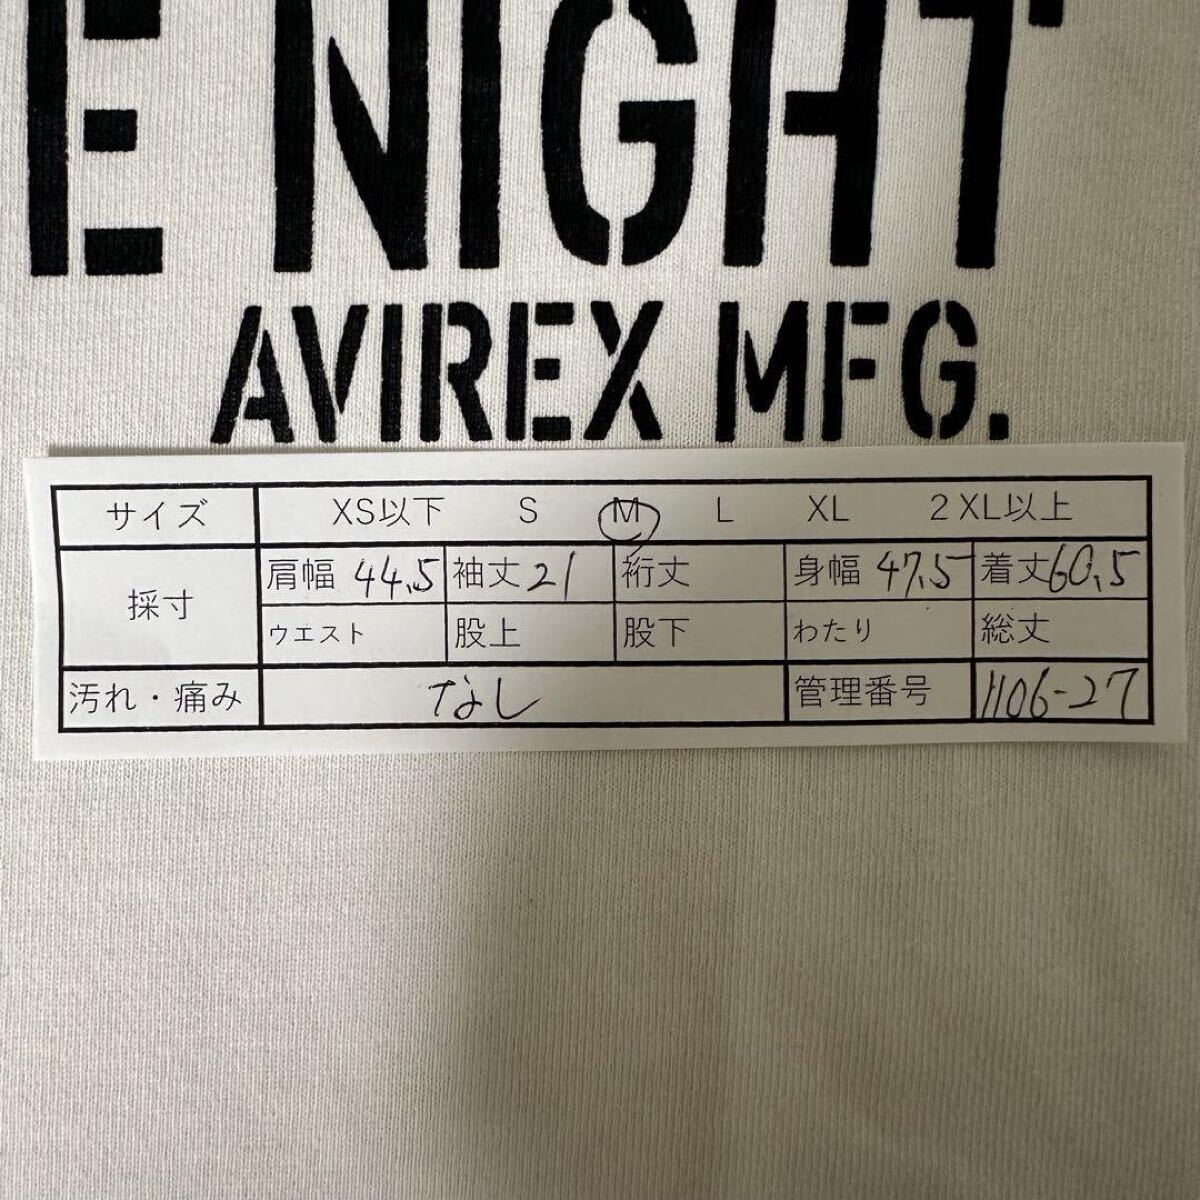 E NIGHT
AVIREX MFG.
サイズ XS以下 S M L XL 2XL以上
採寸 肩幅 44.5 袖丈 21 裄丈 身幅 47.5 着丈 60.5
ウエスト 股上 股下 わたり 総丈
汚れ・痛み なし 管理番号 1106-27